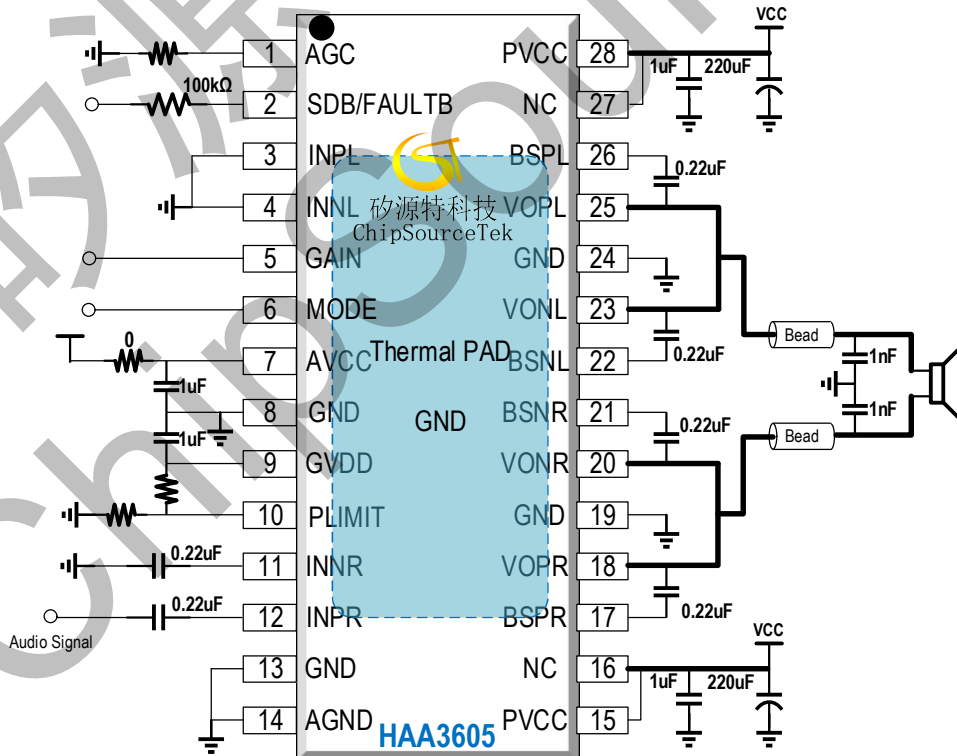 VCC
1 AGC PVCC 28
1uF 220uF
100kΩ
2 SDB/FAULTB NC 27
3 INPL BSPL 26
0.22uF
4 INNL VOPL 25
矽源特科技
ChipSourceTek
5 GAIN GND 24
6 MODE VONL 23
0
Bead
7 AVCC Thermal PAD BSNL 22
0.22uF
1nF
1uF
8 GND GND BSNR 21
1nF
0.22uF
1uF
Bead
9 GVDD VONR 20
10 PLIMIT GND 19
0.22uF
11 INNR VOPR 18
0.22uF
12 INPR BSPR 17
0.22uF
Audio Signal
VCC
13 GND NC 16
1uF 220uF
14 AGND PVCC 15
HAA3605
矽源
ChipSour